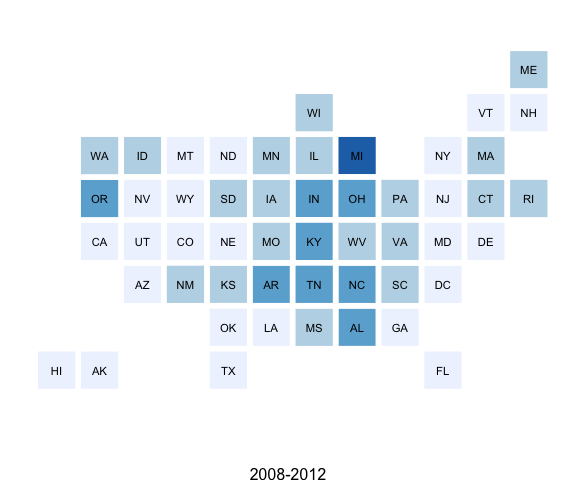 ME
WI VT NH
WA ID MT ND MN IL MI NY MA
OR NV WY SD IA IN OH PA NJ CT RI
CA UT CO NE MO KY WV VA MD DE
AZ NM KS AR TN NC SC DC
OK LA MS AL GA
HI AK TX FL
2008-2012